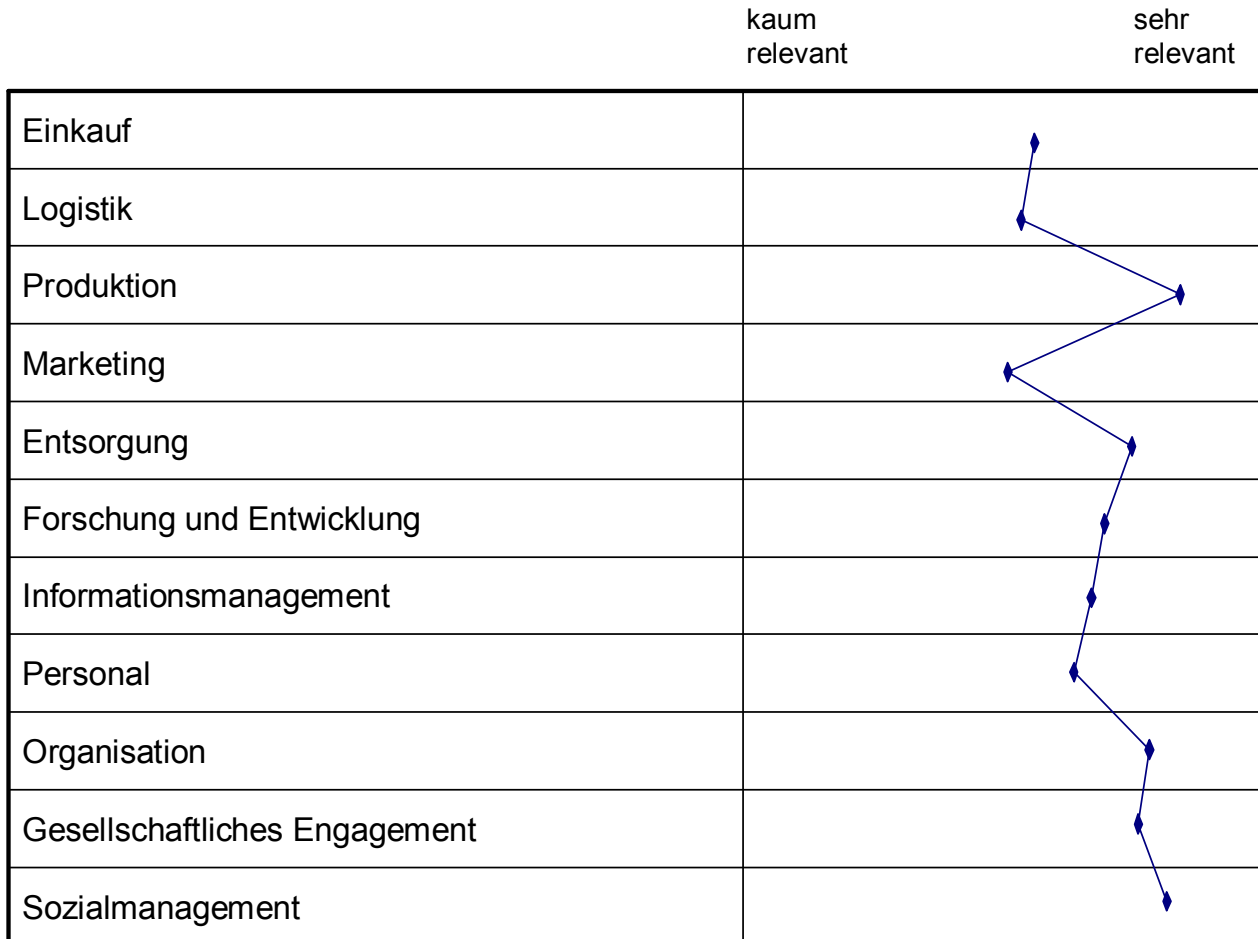 kaum
relevant
sehr
relevant
Einkauf
Logistik
Produktion
Marketing
Entsorgung
Forschung und Entwicklung
Informationsmanagement
Personal
Organisation
Gesellschaftliches Engagement
Sozialmanagement